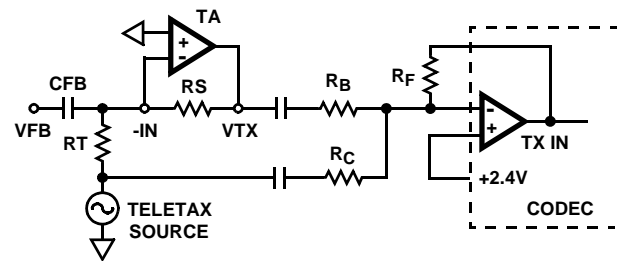 TA
+
-
CFB
RS
RB
RF
VFB
RT
-IN
VTX
-
+
TX IN
RC
+2.4V
TELETAX
SOURCE
CODEC